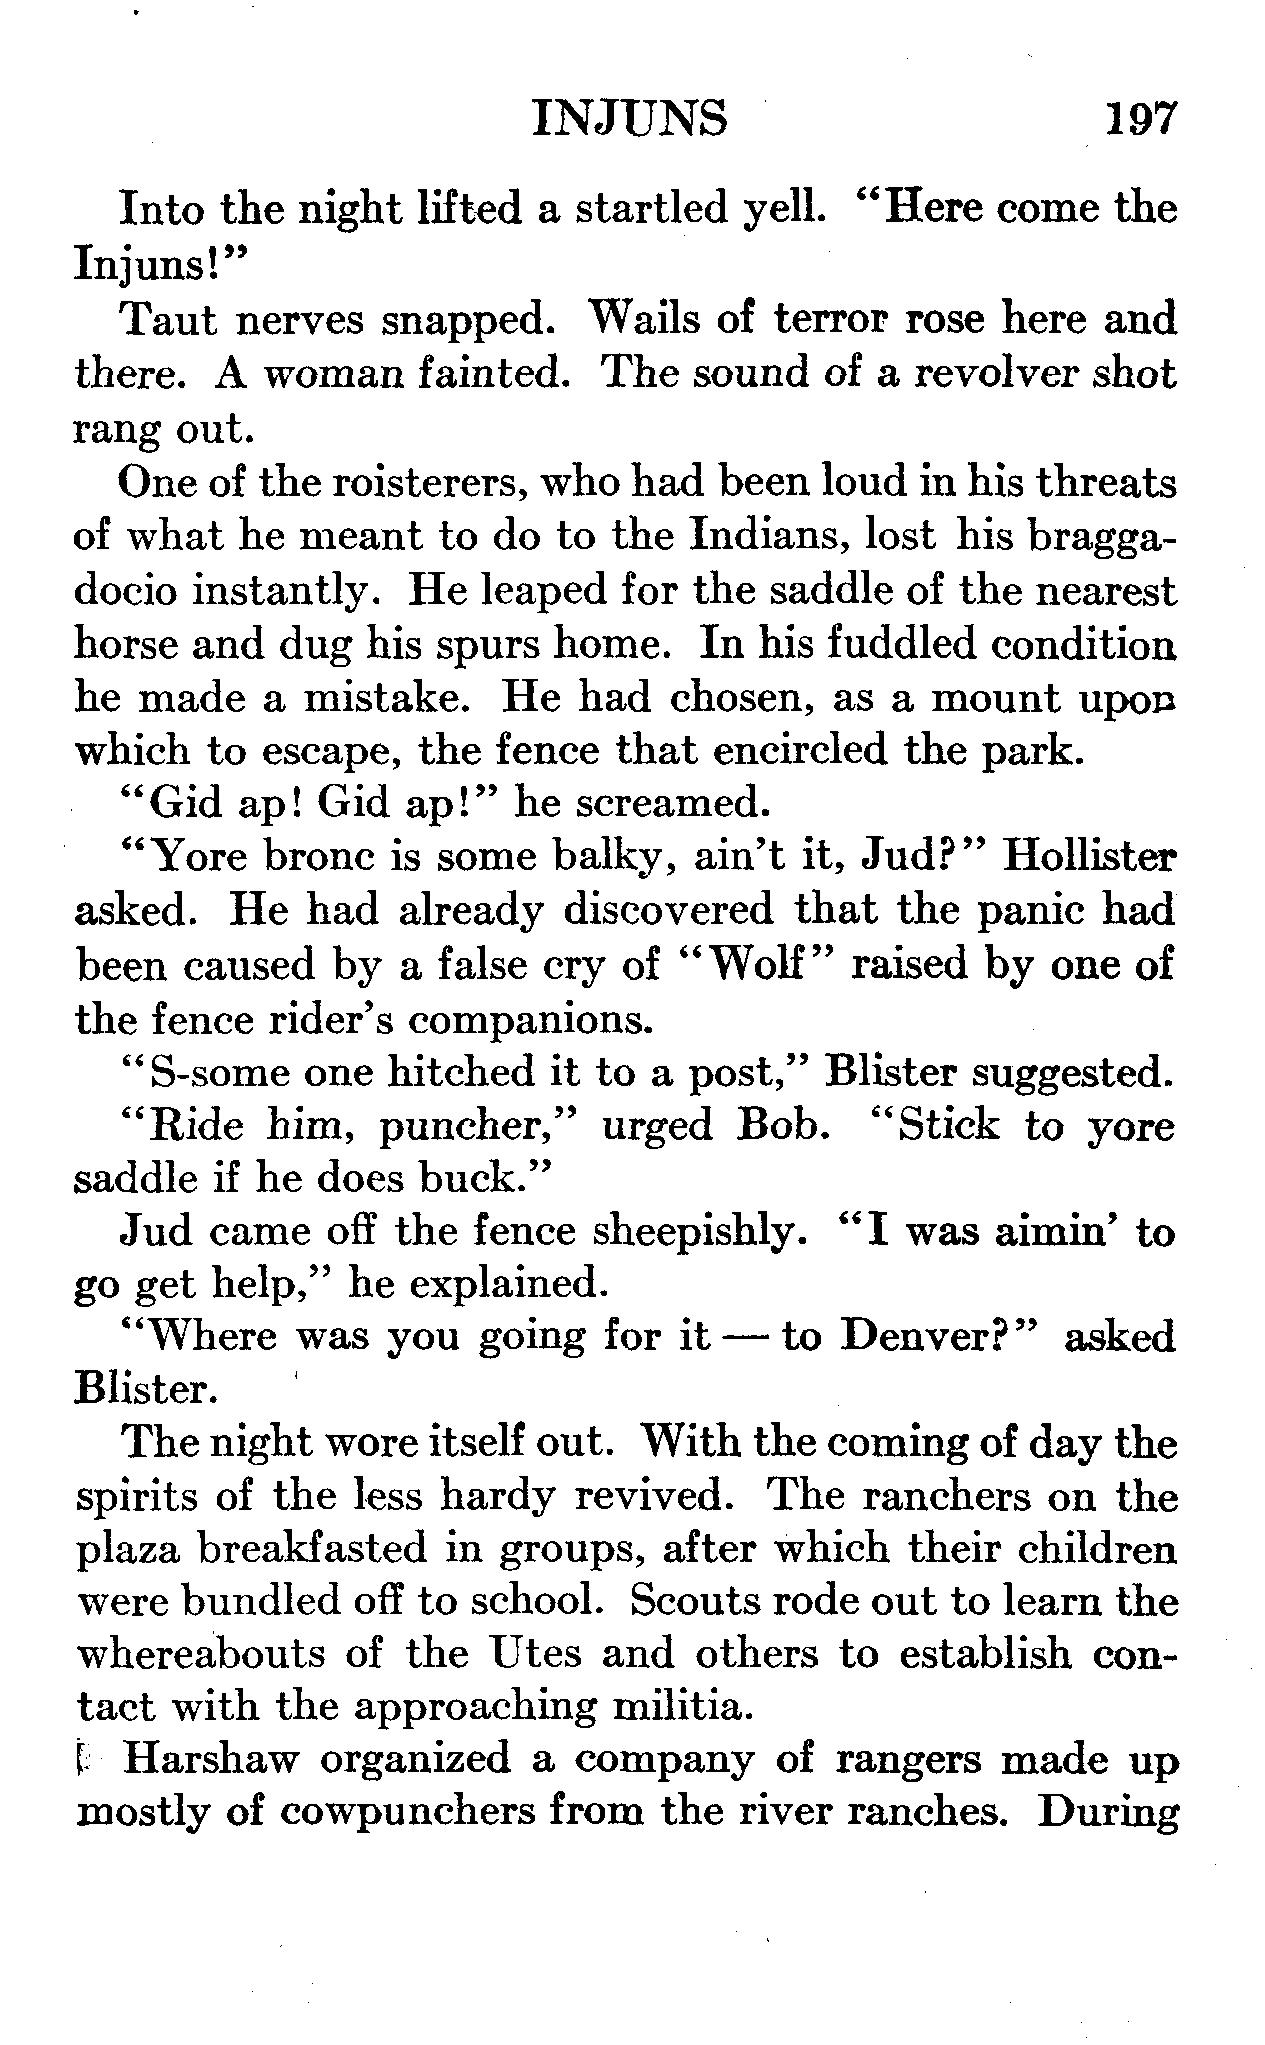 INJUNS 197
Into the night lifted a startled yell. “Here come the
Injuns!”
Taut nerves snapped. Wails of terror rose here and
there. A woman fainted. The sound of a revolver shot
rang out.
One of the roisterers, who had been loud in his threats
of what he meant to do to the Indians, lost his bragga-
docio instantly. He leaped for the saddle of the nearest
horse and dug his spurs home. In his fuddled condition
he made a mistake. He had chosen, as a mount upon
which to escape, the fence that encircled the park.
“Gid ap! Gid ap!” he screamed.
“Yore bronc is some balky, ain’t it, Jud?” Hollister
asked. He had already discovered that the panic had
been caused by a false cry of “Wolf” raised by one of
the fence rider’s companions.
“S-some one hitched it to a post,” Blister suggested.
“Ride him, puncher,” urged Bob. “Stick to yore
saddle if he does buck.”
Jud came off the fence sheepishly. “I was aimin’ to
go get help,” he explained.
“Where was you going for it — to Denver?” asked
Blister.
The night wore itself out. With the coming of day the
spirits of the less hardy revived. The ranchers on the
plaza breakfasted in groups, after which their children
were bundled off to school. Scouts rode out to learn the
whereabouts of the Utes and others to establish con-
tact with the approaching militia.
Harshaw organized a company of rangers made up
mostly of cowpunchers from the river ranches. During